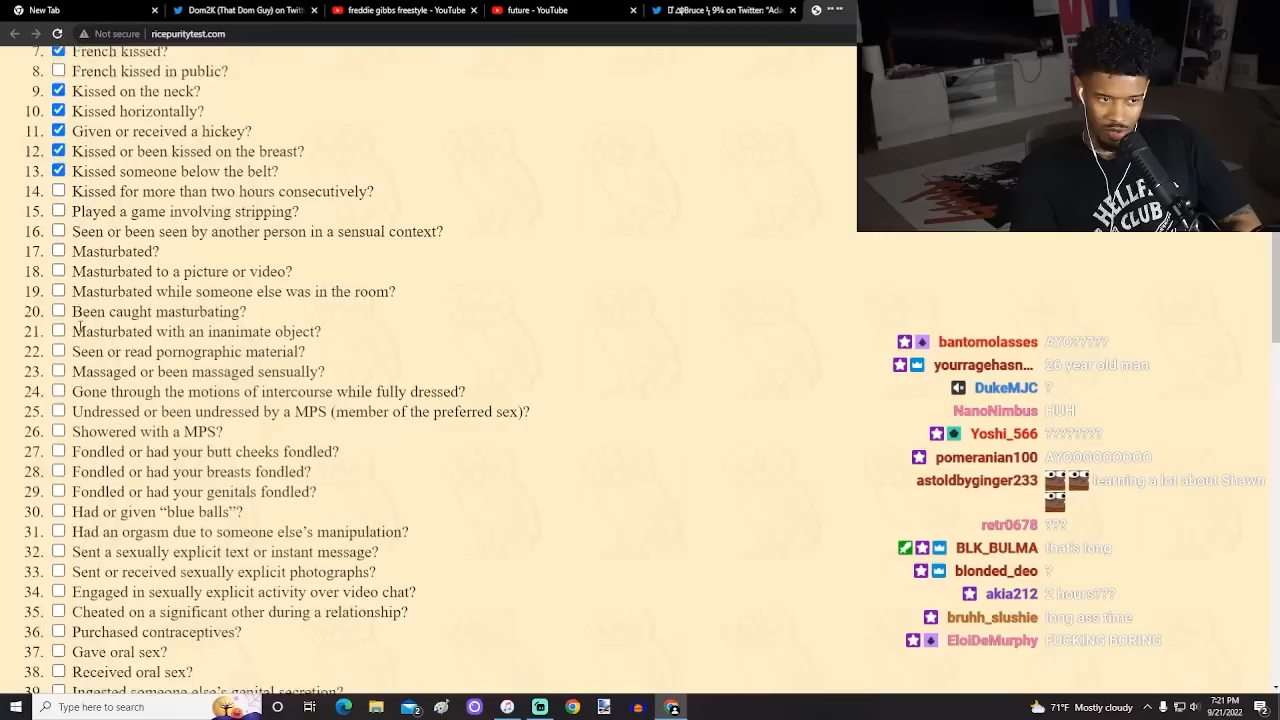 New Tab
Dom2K (That Dom Guy) on Twitt
freddie gibbs freestyle - YouTube
future - YouTube
9% on Twitter: "Ada
Not secure | ricepuritytest.com
7. French kissed?
8. French kissed in public?
9. Kissed on the neck?
10. Kissed horizontally?
11. Given or received a hickey?
12. Kissed or been kissed on the breast?
13. Kissed someone below the belt?
14. Kissed for more than two hours consecutively?
15. Played a game involving stripping?
16. Seen or been seen by another person in a sensual context?
17. Masturbated?
18. Masturbated to a picture or video?
19. Masturbated while someone else was in the room?
20. Been caught masturbating?
21. Masturbated with an inanimate object?
22. Seen or read pornographic material?
23. Massaged or been massaged sensually?
24. Gone through the motions of intercourse while fully dressed?
25. Undressed or been undressed by a MPS (member of the preferred sex)?
26. Showered with a MPS?
27. Fondled or had your butt cheeks fondled?
28. Fondled or had your breasts fondled?
29. Fondled or had your genitals fondled?
30. Had or given “blue balls”?
31. Had an orgasm due to someone else’s manipulation?
32. Sent a sexually explicit text or instant message?
33. Sent or received sexually explicit photographs?
34. Engaged in sexually explicit activity over video chat?
35. Cheated on a significant other during a relationship?
36. Purchased contraceptives?
37. Gave oral sex?
38. Received oral sex?
39. Ingested someone else’s genital secretion?
HELLF
CLUB
bantomolasses AYO?????
yourragehasn... 26 year old man
DukeMJC ?
NanoNimbus HUH
Yoshi_566 ????????
pomeranian100 AYOOOOOOOOO
astoldbyginger233 learning a lot about Shawn
retr0678 ???
BLK_BULMA that's long
blonded_deo ?
akia212 2 hours???
bruhh_slushie long ass time
EloiDeMurphy FUCKING BORING
Type here to search
2
71°F Mostly cloudy
7:21 PM
9/21/2022